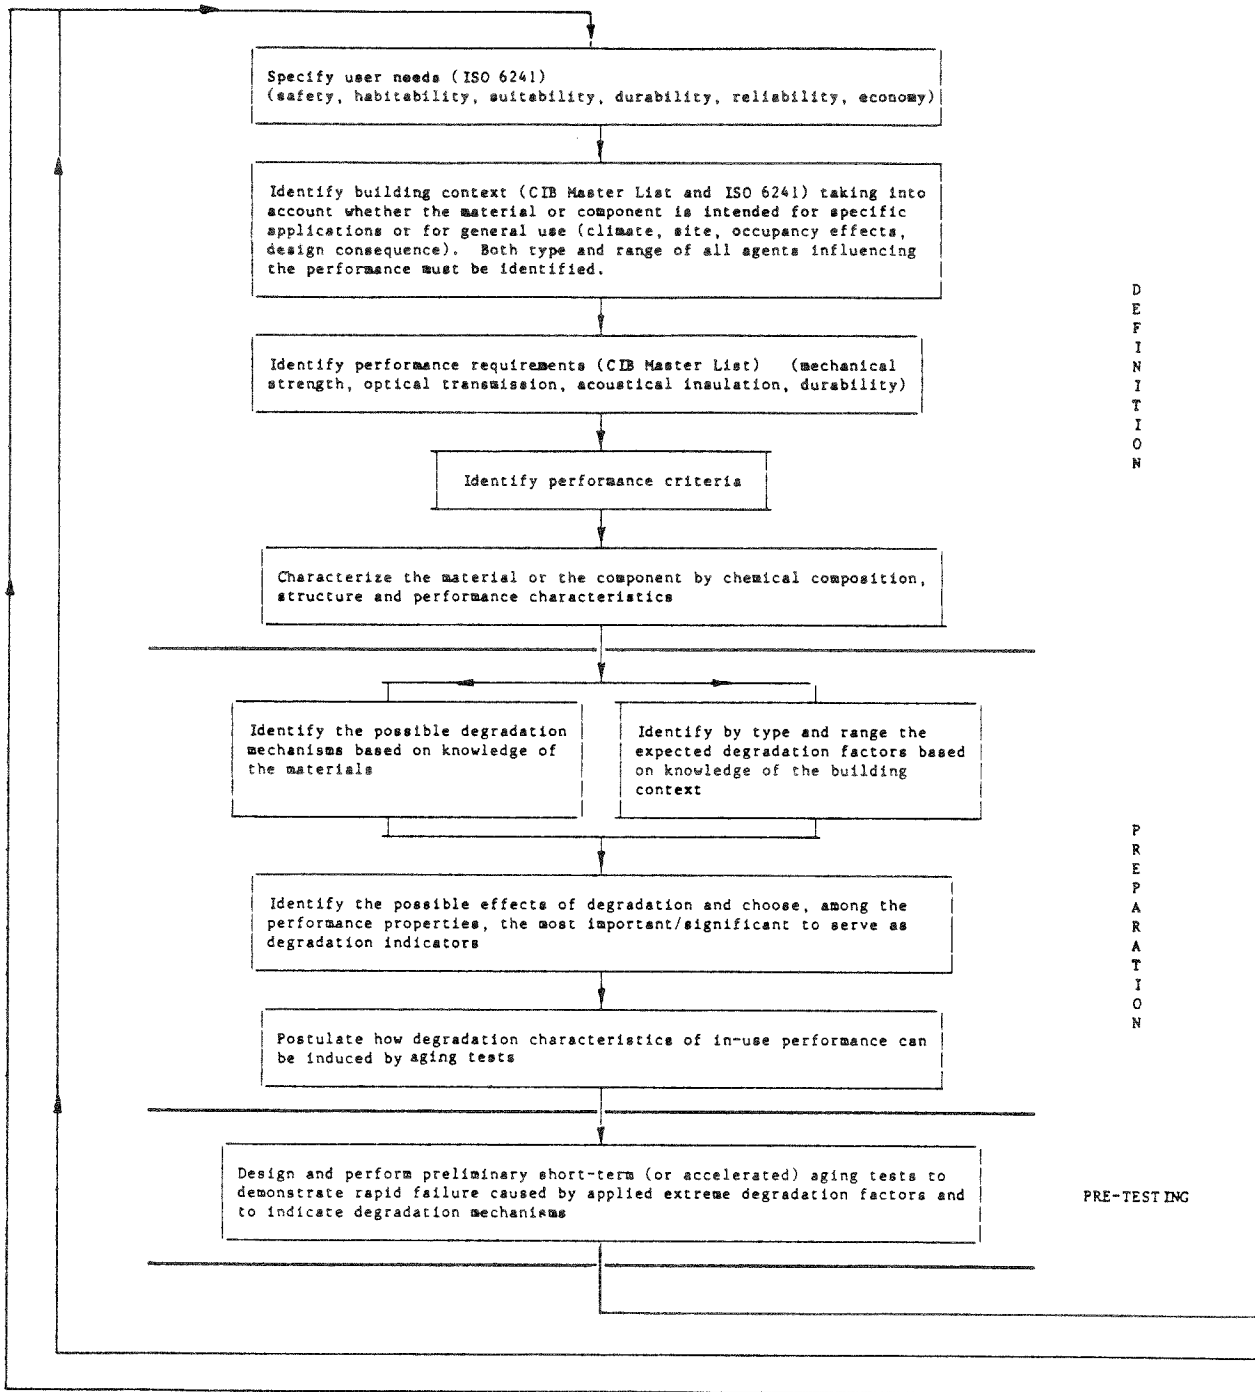 Specify user needs (ISO 6241)
(safety, habitability, suitability, durability, reliability, economy)
Identify building context (CIB Master List and ISO 6241) taking into
account whether the material or component is intended for specific
applications or for general use (climate, site, occupancy effects,
design consequence). Both type and range of all agents influencing
the performance must be identified.
Identify performance requirements (CIB Master List) (mechanical
strength, optical transmission, acoustical insulation, durability)
Identify performance criteria
Characterize the material or the component by chemical composition,
structure and performance characteristics
DEFINITION
Identify the possible degradation
mechanisms based on knowledge of
the materials
Identify by type and range the
expected degradation factors based
on knowledge of the building
context
Identify the possible effects of degradation and choose, among the
performance properties, the most important/significant to serve as
degradation indicators
Postulate how degradation characteristics of in-use performance can
be induced by aging tests
PREPARATION
Design and perform preliminary short-term (or accelerated) aging tests to
demonstrate rapid failure caused by applied extreme degradation factors and
to indicate degradation mechanisms
PRE-TESTING